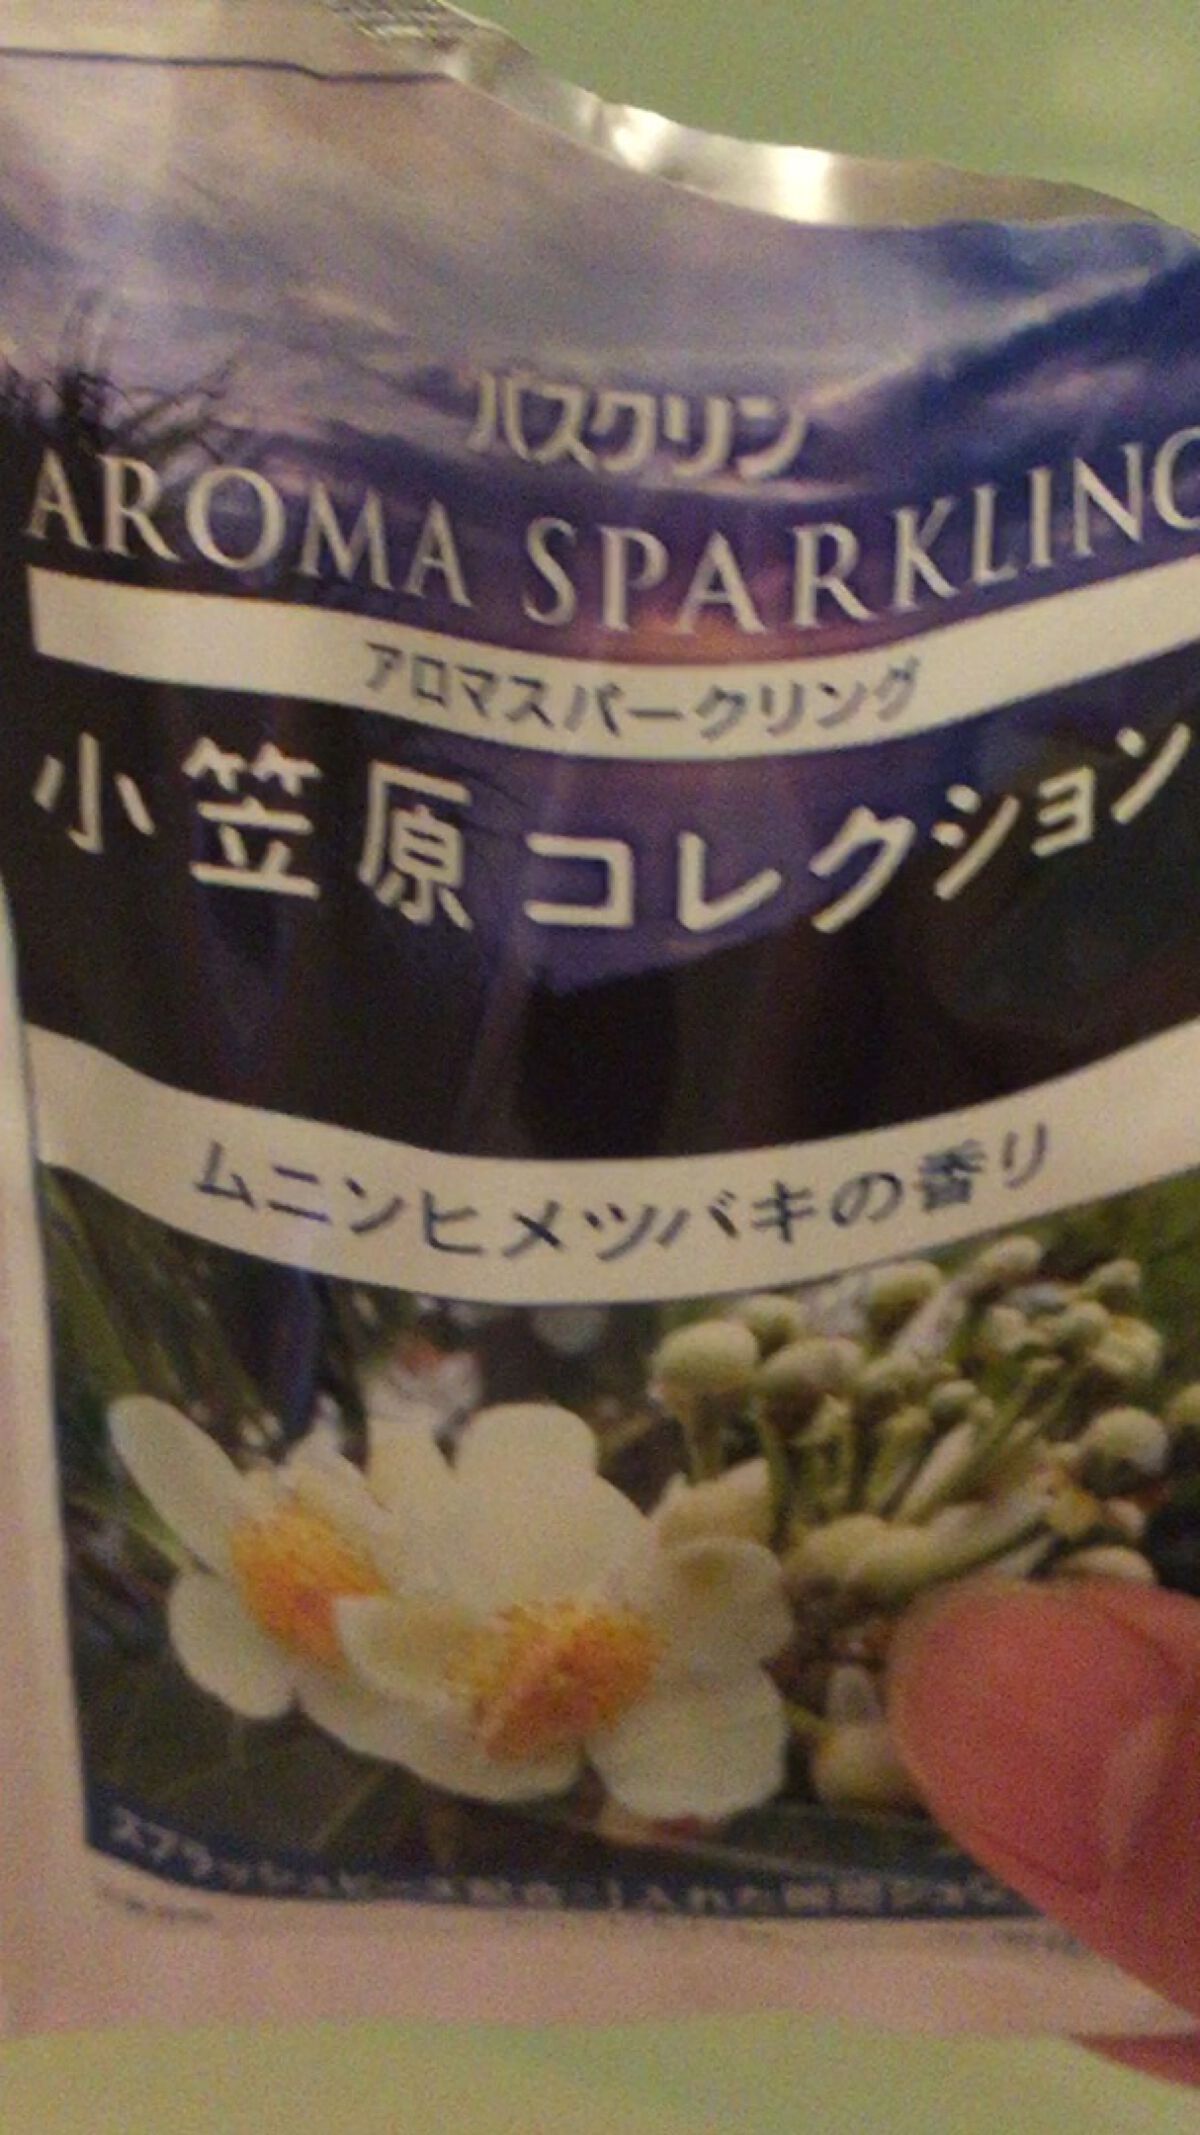 バスクリン
AROMA SPARKLING
アロマスパークリング
小笠原コレクション
ムニンヒメツバキの香り